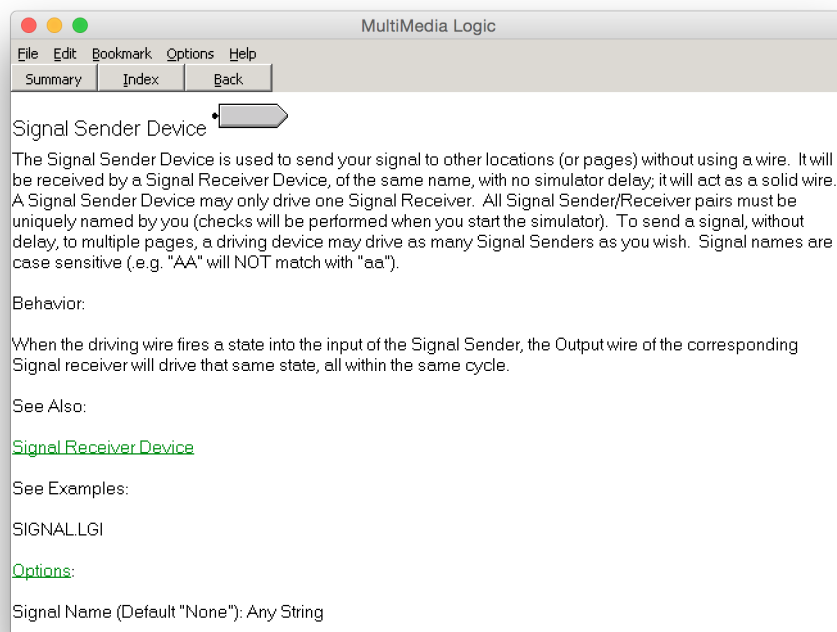 MultiMedia Logic
File Edit Bookmark Options Help
Summary Index Back
Signal Sender Device
The Signal Sender Device is used to send your signal to other locations (or pages) without using a wire. It will
be received by a Signal Receiver Device, of the same name, with no simulator delay; it will act as a solid wire.
A Signal Sender Device may only drive one Signal Receiver. All Signal Sender/Receiver pairs must be
uniquely named by you (checks will be performed when you start the simulator). To send a signal, without
delay, to multiple pages, a driving device may drive as many Signal Senders as you wish. Signal names are
case sensitive (.e.g. "AA" will NOT match with "aa").
Behavior:
When the driving wire fires a state into the input of the Signal Sender, the Output wire of the corresponding
Signal receiver will drive that same state, all within the same cycle.
See Also:
Signal Receiver Device
See Examples:
SIGNAL.LGI
Options:
Signal Name (Default "None"): Any String